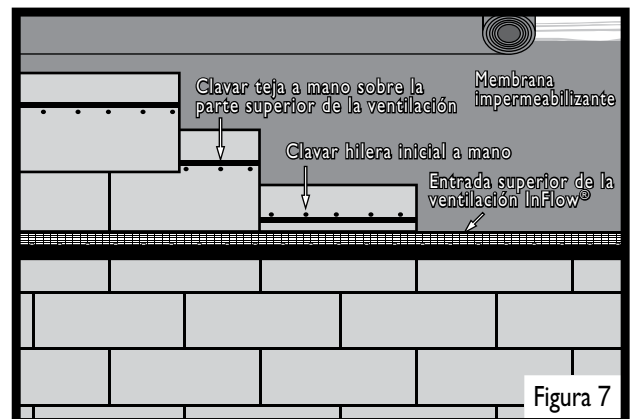 Clavar teja a mano sobre la
parte superior de la ventilación
Membrana
impermeabilizante
Clavar hilera inicial a mano
Entrada superior de la
ventilación InFlow®
Figura 7